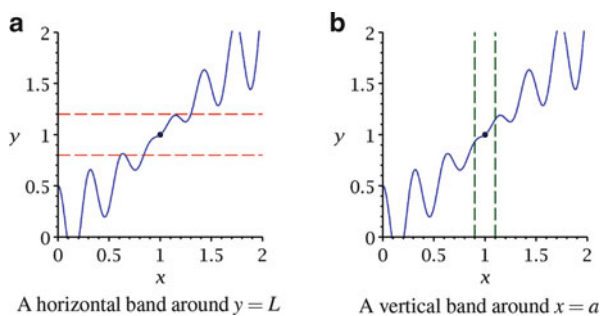 a
2
1.5
y 1
0.5
0
0 0.5 1 1.5 2
x
A horizontal band around y = L
b
2
1.5
y 1
0.5
0
0 0.5 1 1.5 2
x
A vertical band around x = a